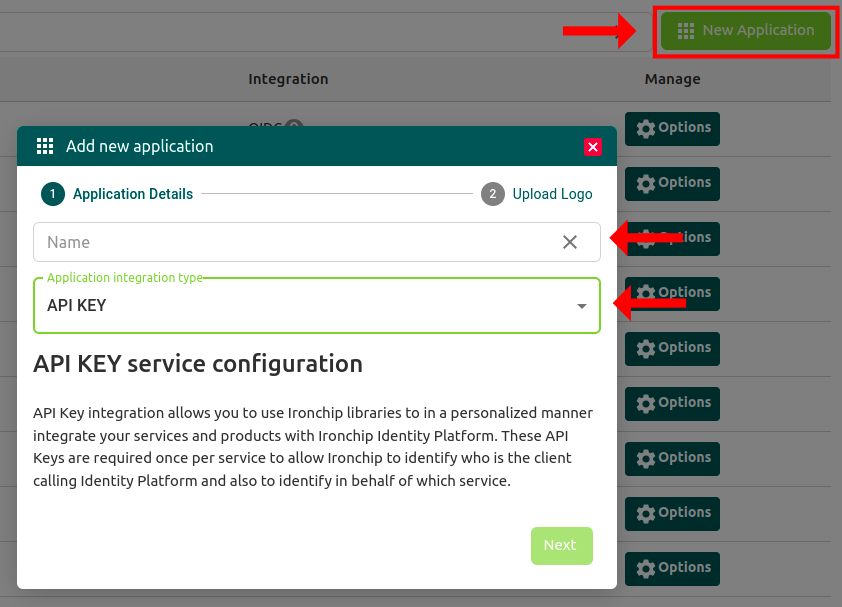 New Application
Integration Manage
Options
Add new application
1 Application Details 2 Upload Logo
Options
Name
Options
Application integration type
API KEY
Options
API KEY service configuration
Options
API Key integration allows you to use Ironchip libraries to in a personalized manner
integrate your services and products with Ironchip Identity Platform. These API
Keys are required once per service to allow Ironchip to identify who is the client
calling Identity Platform and also to identify in behalf of which service.
Options
Options
Options
Next
Options